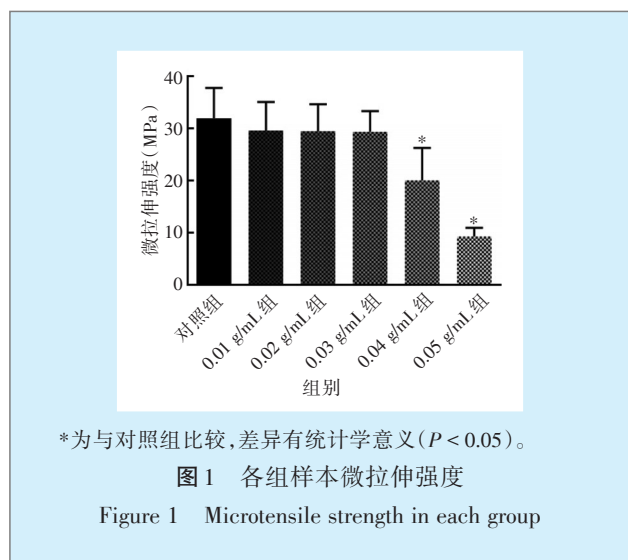 微拉伸强度(MPa)
40
30
20
10
0
*
*
对照组
0.01 g/mL组
0.02 g/mL组
0.03 g/mL组
0.04 g/mL组
0.05 g/mL组
组别
*为与对照组比较,差异有统计学意义(P < 0.05)。
图1 各组样本微拉伸强度
Figure 1 Microtensile strength in each group